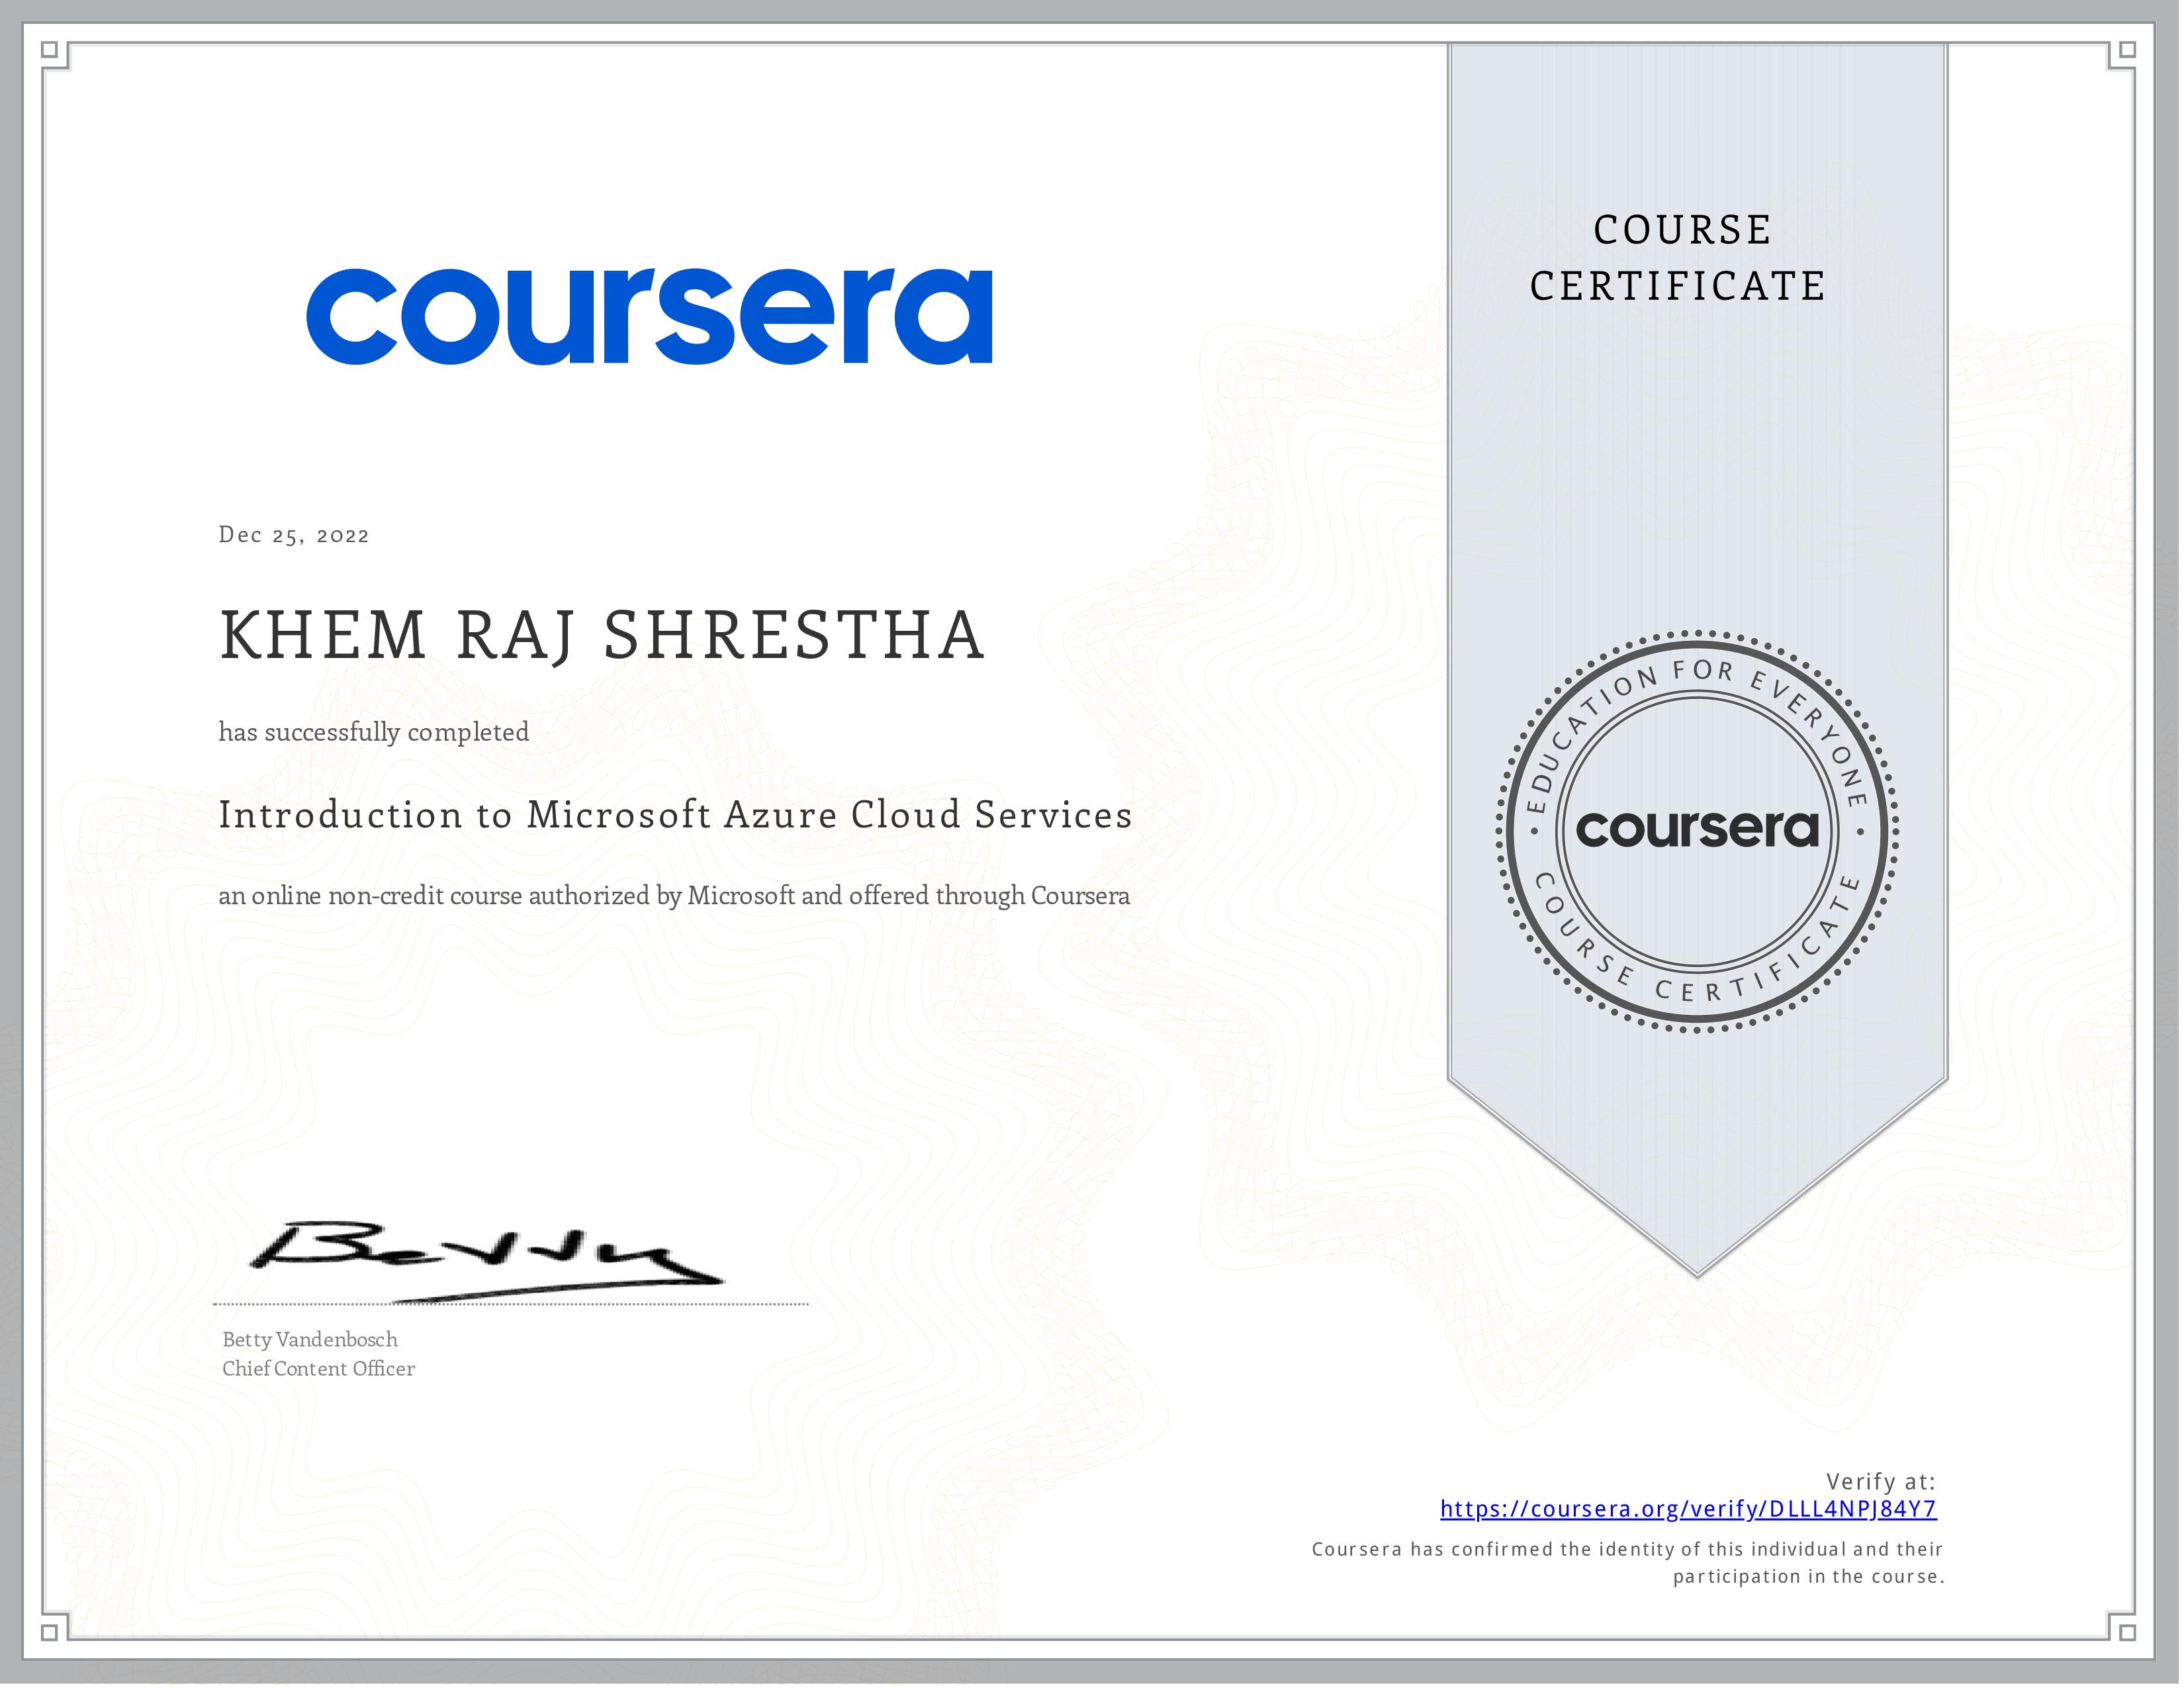 coursera
COURSE
CERTIFICATE
Dec 25, 2022
KHEM RAJ SHRESTHA
has successfully completed
Introduction to Microsoft Azure Cloud Services
an online non-credit course authorized by Microsoft and offered through Coursera
EDUCATION FOR EVERYONE
coursera
COURSE CERTIFICATE
Betty
Betty Vandenbosch
Chief Content Officer
Verify at:
https://coursera.org/verify/DLLL4NPJ84Y7
Coursera has confirmed the identity of this individual and their
participation in the course.